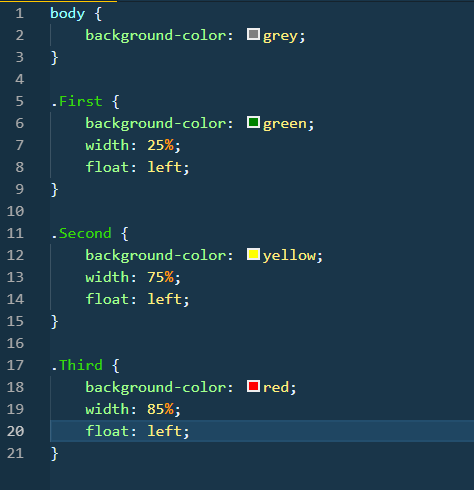 1 body {
2     background-color: grey;
3 }
4
5 .First {
6     background-color: green;
7     width: 25%;
8     float: left;
9 }
10
11 .Second {
12     background-color: yellow;
13     width: 75%;
14     float: left;
15 }
16
17 .Third {
18     background-color: red;
19     width: 85%;
20     float: left;
21 }